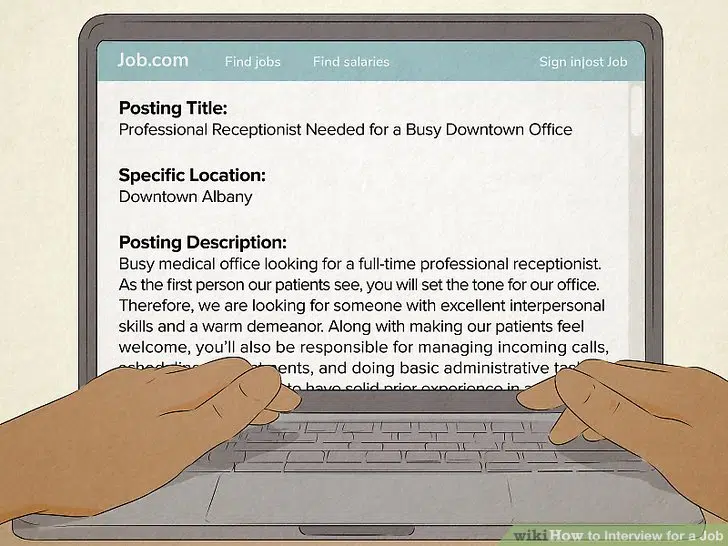 Job.com Find jobs Find salaries Sign in|ost Job
Posting Title:
Professional Receptionist Needed for a Busy Downtown Office
Specific Location:
Downtown Albany
Posting Description:
Busy medical office looking for a full-time professional receptionist.
As the first person our patients see, you will set the tone for our office.
Therefore, we are looking for someone with excellent interpersonal
skills and a warm demeanor. Along with making our patients feel
welcome, you'll also be responsible for managing incoming calls,
and doing basic administrative
to have solid prior experience in
wikiHow to Interview for a Job